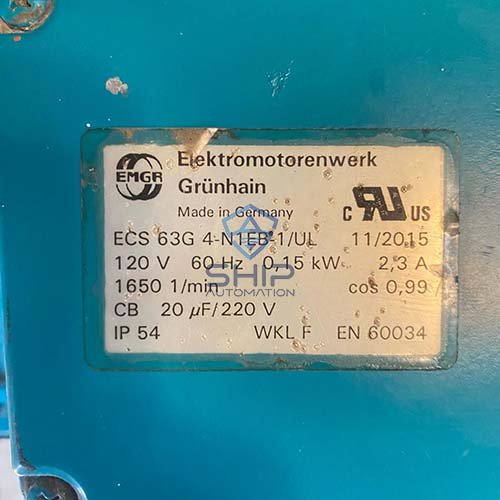 EMGR
Elektromotorenwerk
Grünhain
Made in Germany
C RU US
ECS 63G 4-N1EB-1/UL 11/2015
120 V 60 Hz 0,15 kW 2,3 A
1650 1/min cos 0,99
CB 20 µF/220 V
IP 54 WKL F EN 60034
SHIP
AUTOMATION